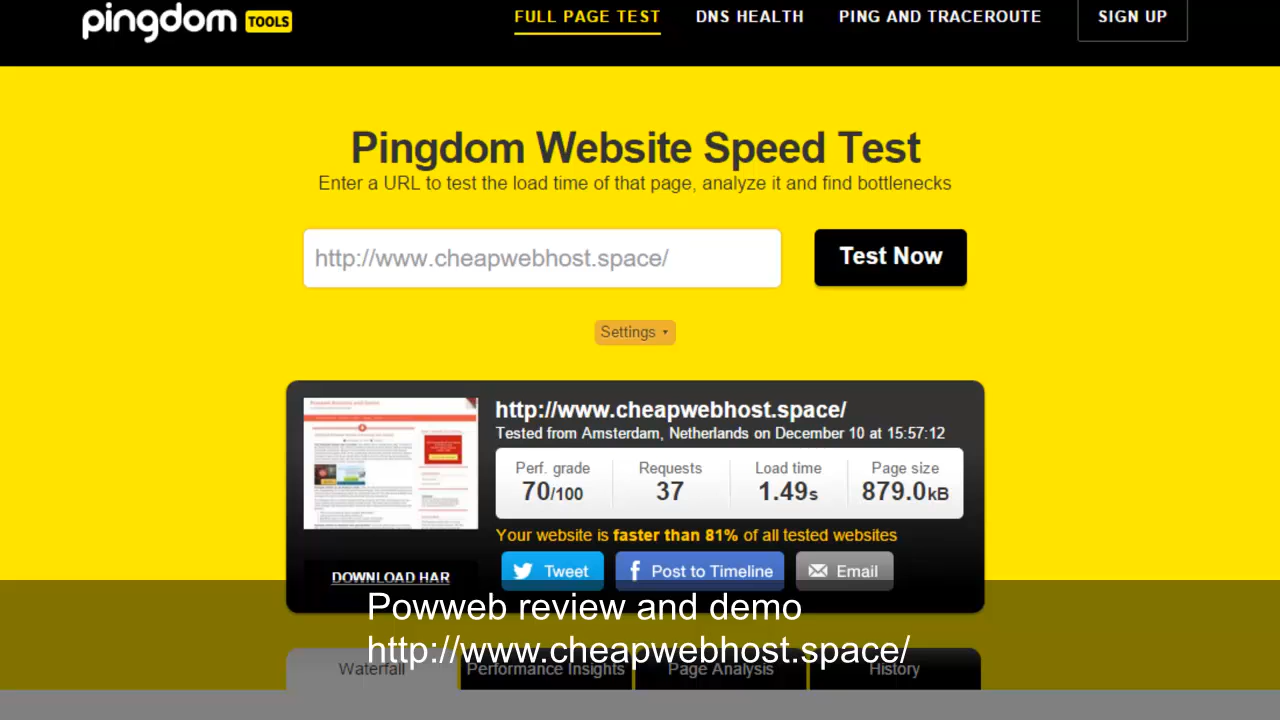 pingdom TOOLS
FULL PAGE TEST DNS HEALTH PING AND TRACEROUTE SIGN UP
Pingdom Website Speed Test
Enter a URL to test the load time of that page, analyze it and find bottlenecks
http://www.cheapwebhost.space/ Test Now
Settings
http://www.cheapwebhost.space/
Tested from Amsterdam, Netherlands on December 10 at 15:57:12
Perf. grade Requests Load time Page size
70/100 37 1.49s 879.0kB
Your website is faster than 81% of all tested websites
Tweet Post to Timeline Email
DOWNLOAD HAR
Powweb review and demo
http://www.cheapwebhost.space/
Waterfall Performance Insights Page Analysis History